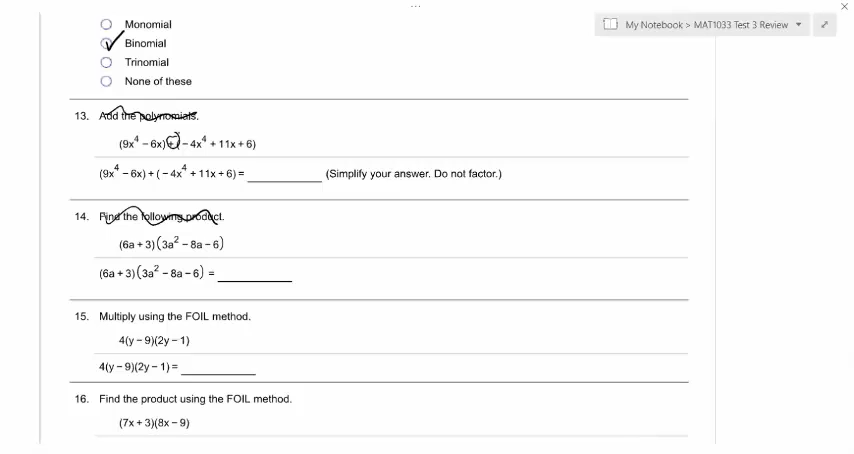 ...
My Notebook > MAT1033 Test 3 Review
Monomial
Binomial
Trinomial
None of these
13. Add the polynomials.
(9x⁴ − 6x) + (− 4x⁴ + 11x + 6)
(9x⁴ − 6x) + (− 4x⁴ + 11x + 6) = ________ (Simplify your answer. Do not factor.)
14. Find the following product.
(6a + 3)(3a² − 8a − 6)
(6a + 3)(3a² − 8a − 6) = ________
15. Multiply using the FOIL method.
4(y − 9)(2y − 1)
4(y − 9)(2y − 1) = ________
16. Find the product using the FOIL method.
(7x + 3)(8x − 9)